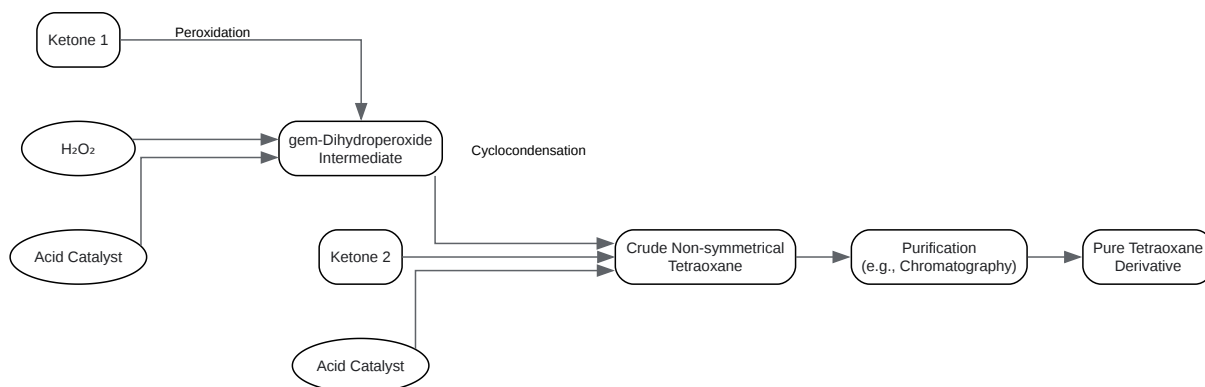 Ketone 1
Peroxidation
H₂O₂
gem-Dihydroperoxide
Intermediate
Cyclocondensation
Acid Catalyst
Ketone 2
Crude Non-symmetrical
Tetraoxane
Purification
(e.g., Chromatography)
Pure Tetraoxane
Derivative
Acid Catalyst